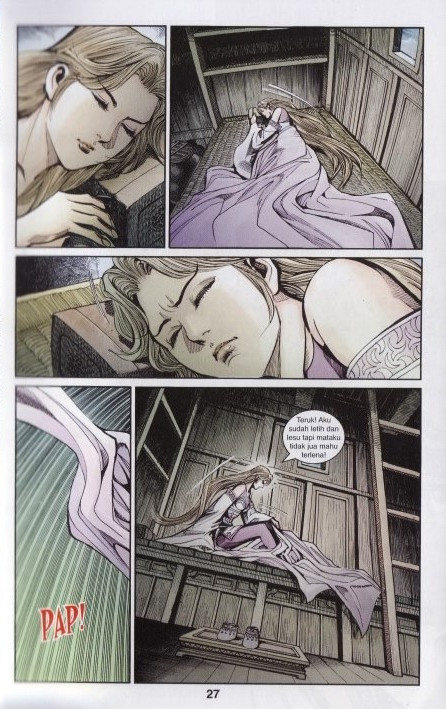 Teruk! Aku
sudah letih dan
lesu tapi mataku
tidak jua mahu
terlena!
PAP!
27